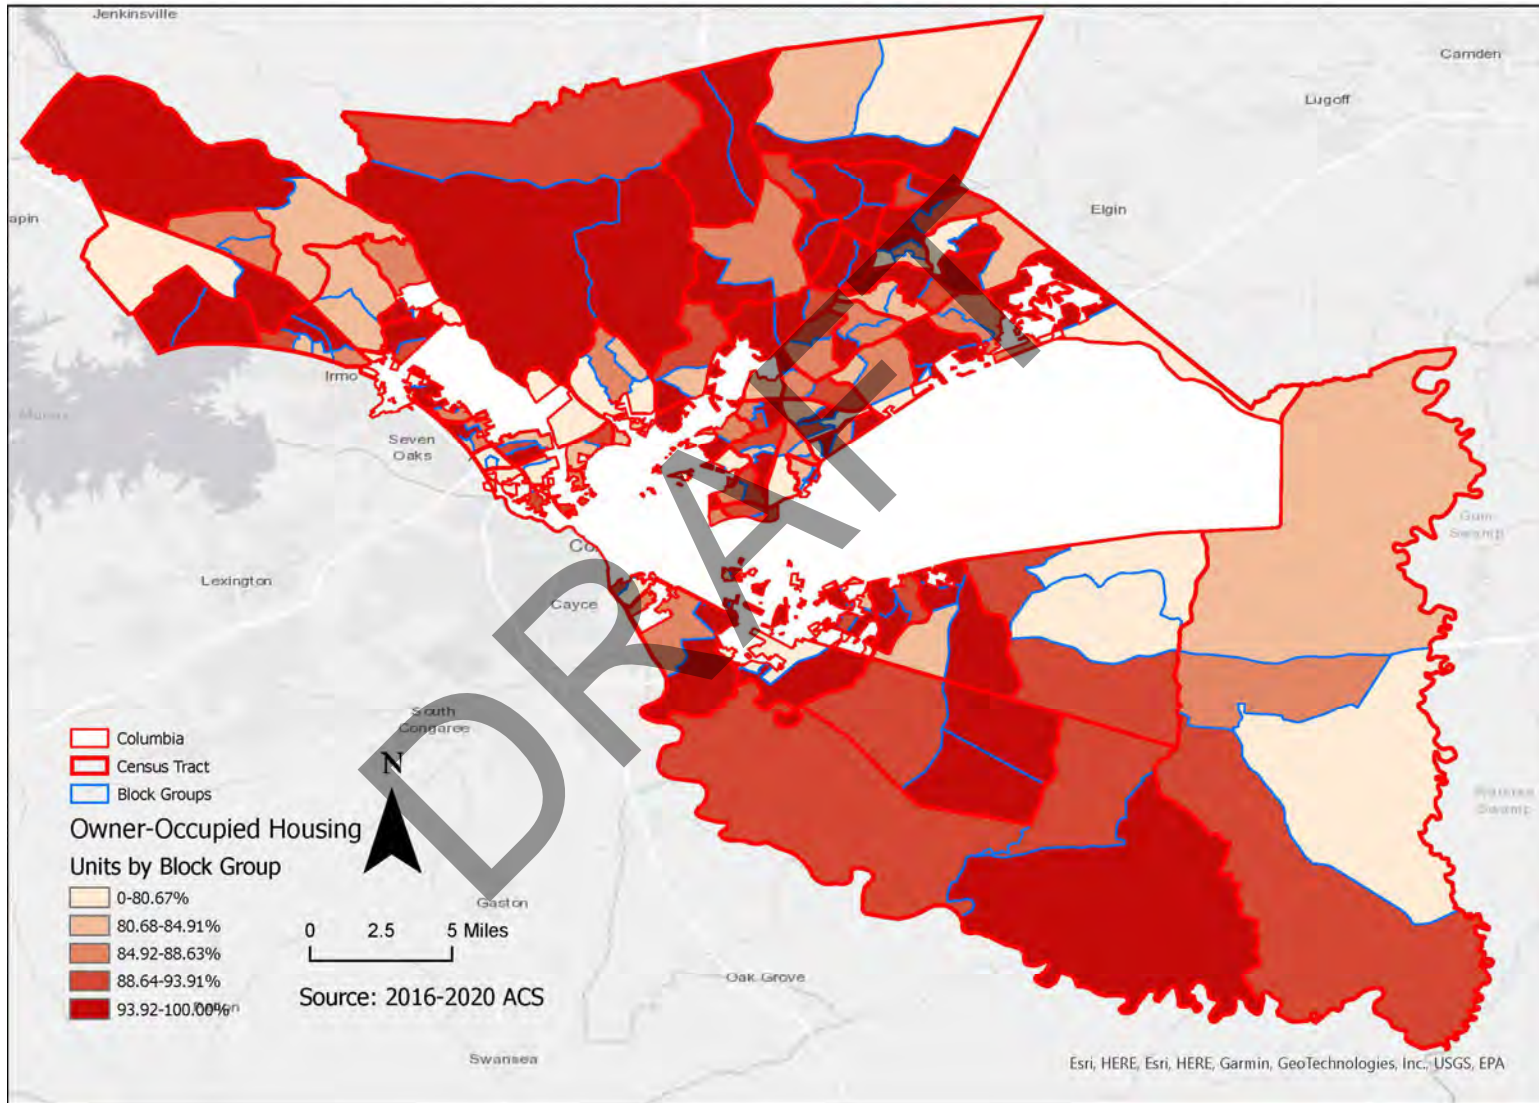 Jenkinsville
Camden
Lugoff
Elgin
apin
Irmo
Seven
Oaks
Lexington
Cayce
South
Congaree
Gaston
Oak Grove
Swansea
DRAFT
Columbia
Census Tract
Block Groups
N
Owner-Occupied Housing
Units by Block Group
0-80.67%
80.68-84.91%
84.92-88.63%
88.64-93.91%
93.92-100.00%
0 2.5 5 Miles
Source: 2016-2020 ACS
Swamp
Swamp
Esri, HERE, Esri, HERE, Garmin, GeoTechnologies, Inc., USGS, EPA